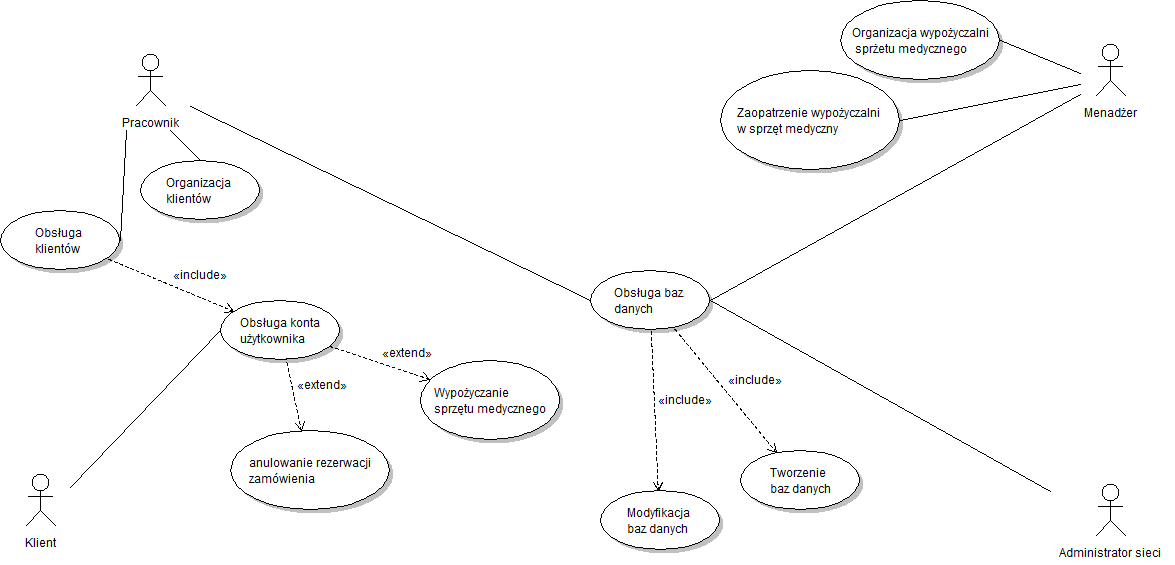 Organizacja wypożyczalni
sprżetu medycznego
Menadżer
Zaopatrzenie wypożyczalni
w sprzęt medyczny
Pracownik
Organizacja
klientów
Obsługa
klientów
«include»
Obsługa baz
danych
Obsługa konta
użytkownika
«extend»
«include»
«extend»
«include»
Wypożyczanie
sprzętu medycznego
anulowanie rezerwacji
zamówienia
Tworzenie
baz danych
Modyfikacja
baz danych
Klient
Administrator sieci